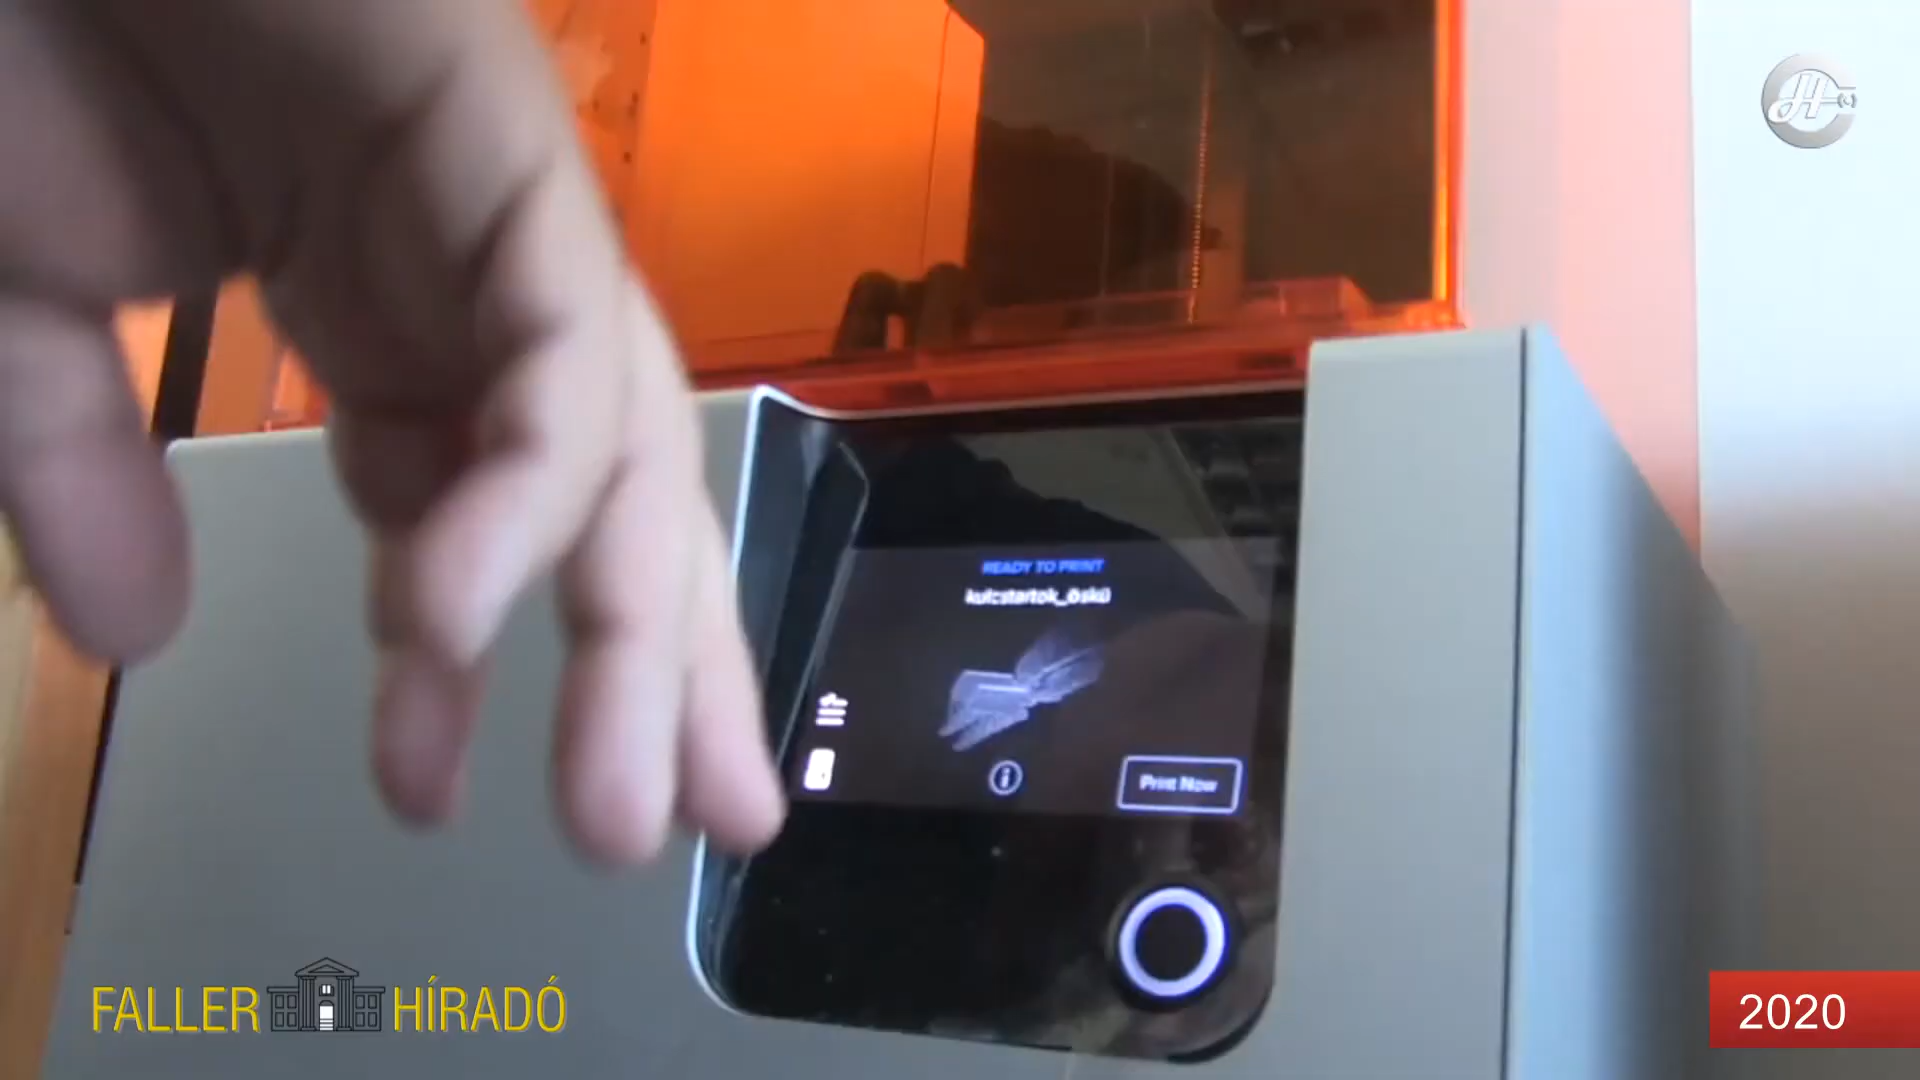 READY TO PRINT
kulcstartok_öskü
Print Now
FALLER HÍRADÓ
2020